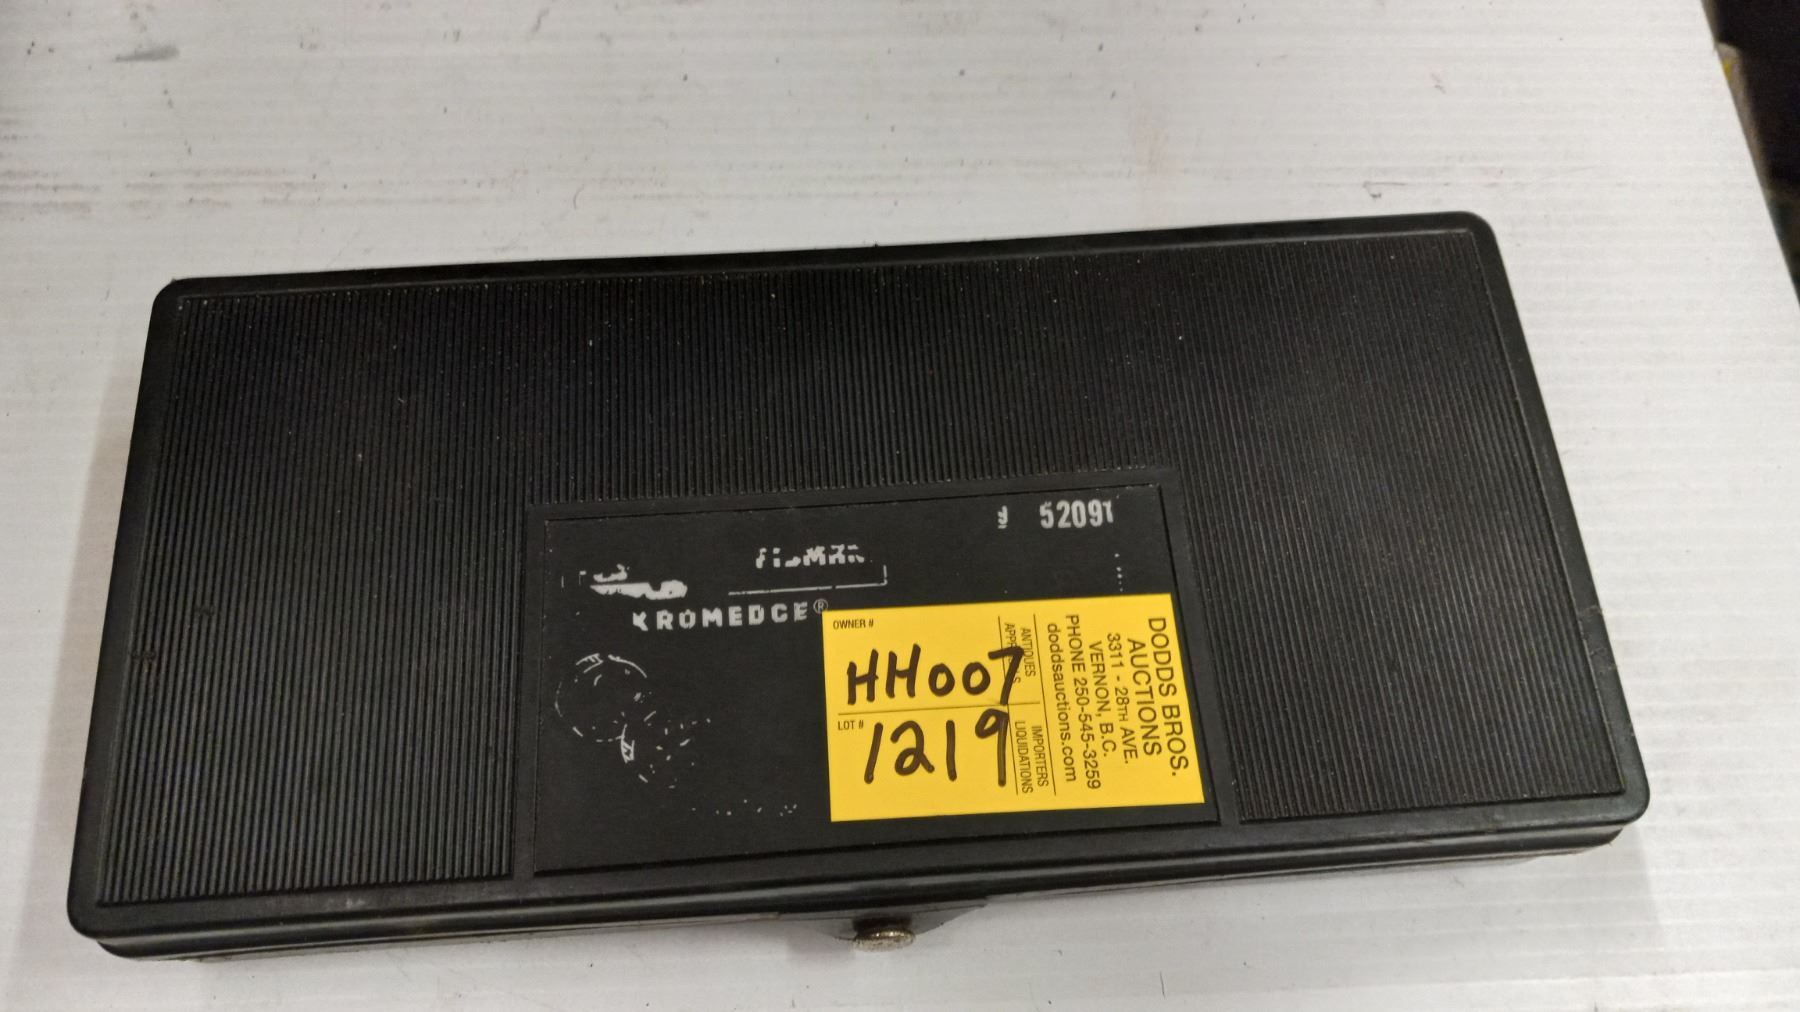 52091
KROMEDGE®
OWNER #
HH007
LOT #
1219
DODDS BROS.
AUCTIONS
3311 - 28TH AVE.
VERNON, B.C.
PHONE 250-545-3259
doddsauctions.com
ANTIQUES
IMPORTERS
LIQUIDATIONS